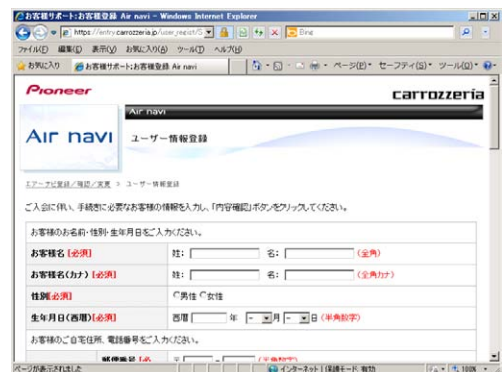 お客様サポート:お客様登録 Air navi - Windows Internet Explorer
https://entry.carrozzeria.jp/user_regist/S
Bing
ファイル(F) 編集(E) 表示(V) お気に入り(A) ツール(T) ヘルプ(H)
お気に入り お客様サポート:お客様登録 Air navi ページ(P) セーフティ(S) ツール(O)
Pioneer carrozzeria
Air navi
Air navi ユーザー情報登録
エアーナビ登録/確認/変更 > ユーザー情報登録
ご入会に伴い、手続きに必要なお客様の情報を入力し、「内容確認」ボタンをクリックしてください。
お客様のお名前・性別・生年月日をご入力ください。
お客様名 [必須] 姓: 名: (全角)
お客様名(カナ) [必須] 姓: 名: (全角カナ)
性別[必須] 男性 女性
生年月日(西暦)[必須] 西暦 年 - 月 - 日 (半角数字)
お客様のご自宅住所、電話番号をご入力ください。
郵便番号 [必 〒 - (半角数字)
ページが表示されました インターネット | 保護モード: 有効 100%